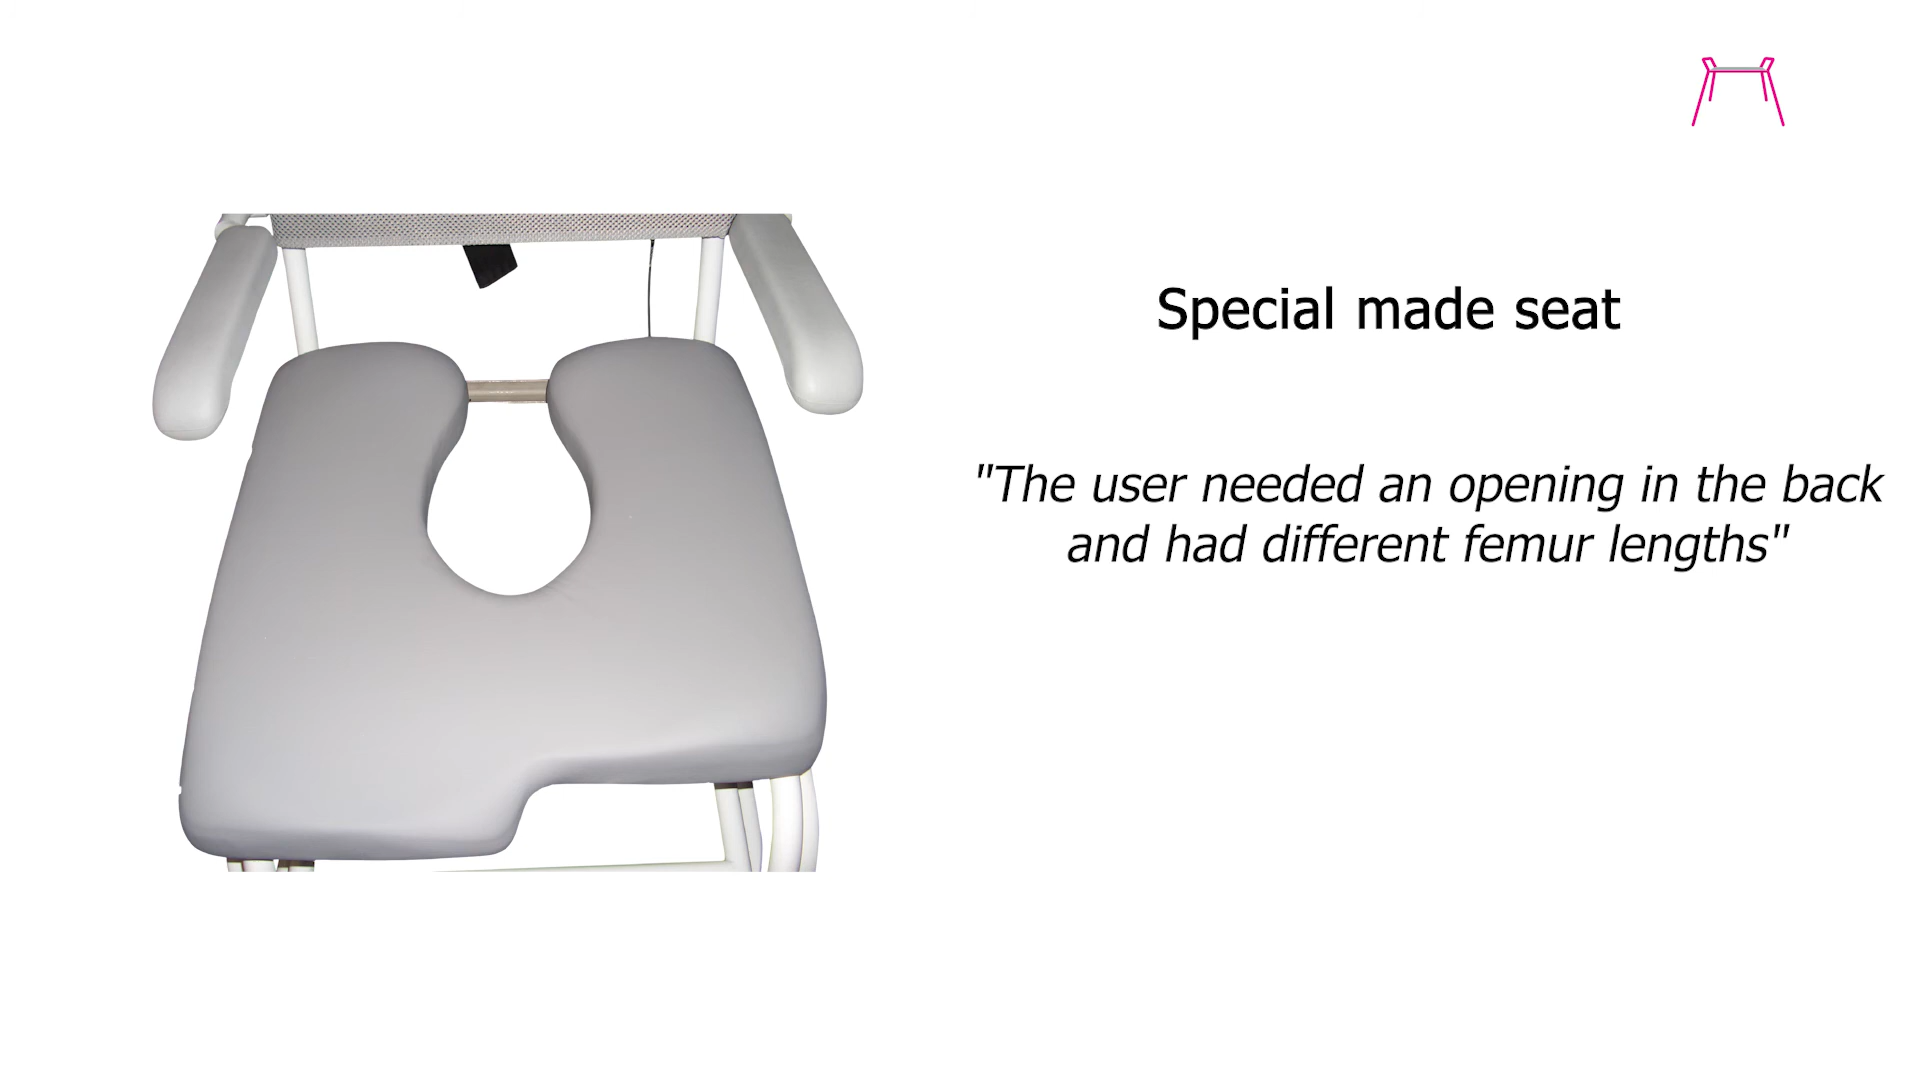 Special made seat
"The user needed an opening in the back
and had different femur lengths"